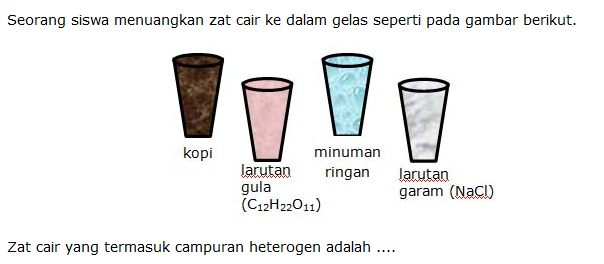 Seorang siswa menuangkan zat cair ke dalam gelas seperti pada gambar berikut.
kopi
larutan
gula
(C₁₂H₂₂O₁₁)
minuman
ringan
larutan
garam (NaCl)
Zat cair yang termasuk campuran heterogen adalah ....